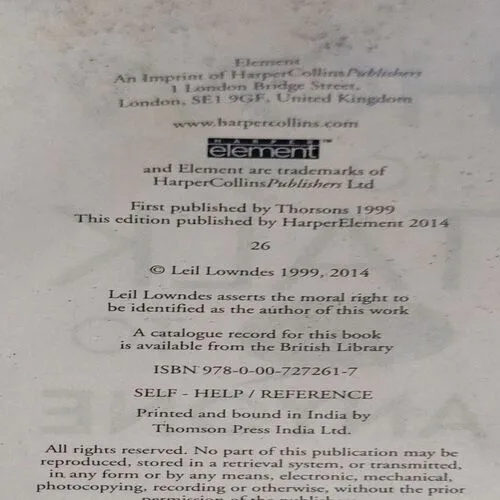 Element
An Imprint of HarperCollinsPublishers
1 London Bridge Street,
London, SE1 9GF, United Kingdom
www.harpercollins.com
HARPER
element™
and Element are trademarks of
HarperCollinsPublishers Ltd
First published by Thorsons 1999
This edition published by HarperElement 2014
26
© Leil Lowndes 1999, 2014
Leil Lowndes asserts the moral right to
be identified as the author of this work
A catalogue record for this book
is available from the British Library
ISBN 978-0-00-727261-7
SELF - HELP / REFERENCE
Printed and bound in India by
Thomson Press India Ltd.
All rights reserved. No part of this publication may be
reproduced, stored in a retrieval system, or transmitted,
in any form or by any means, electronic, mechanical,
photocopying, recording or otherwise, without the prior
permission of the